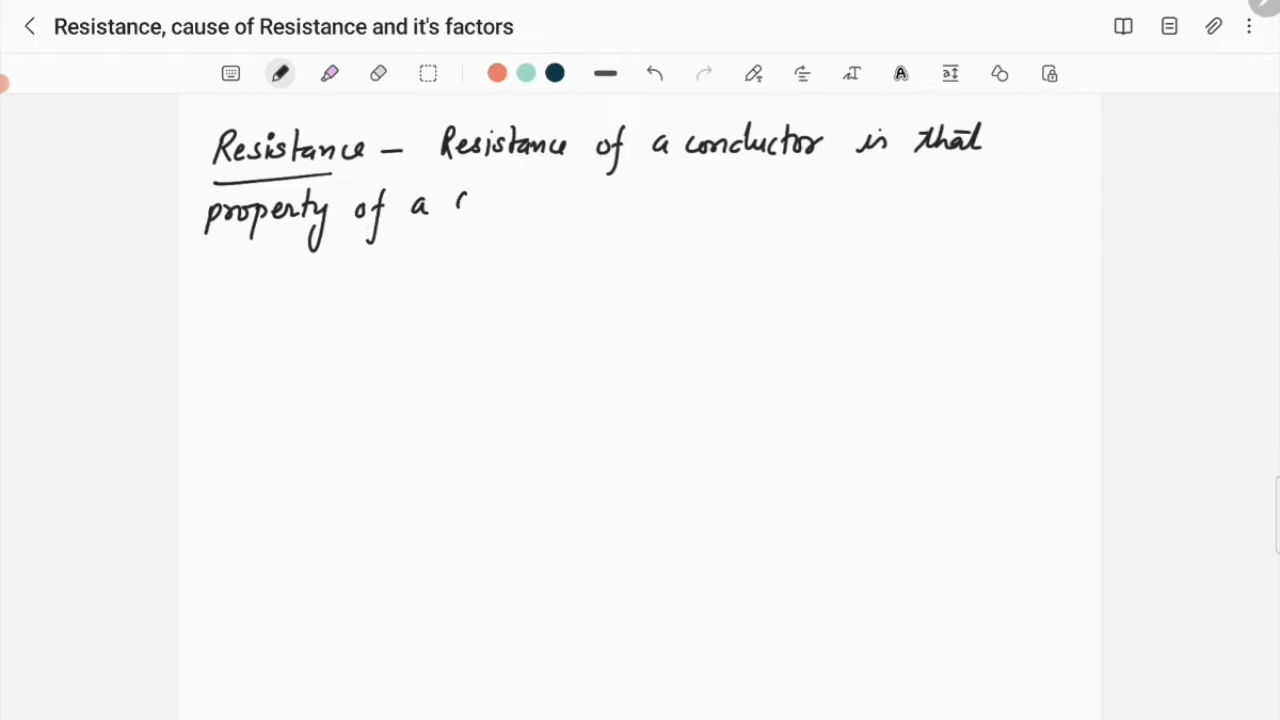 Resistance, cause of Resistance and it's factors
Resistance – Resistance of a conductor is that
property of a c